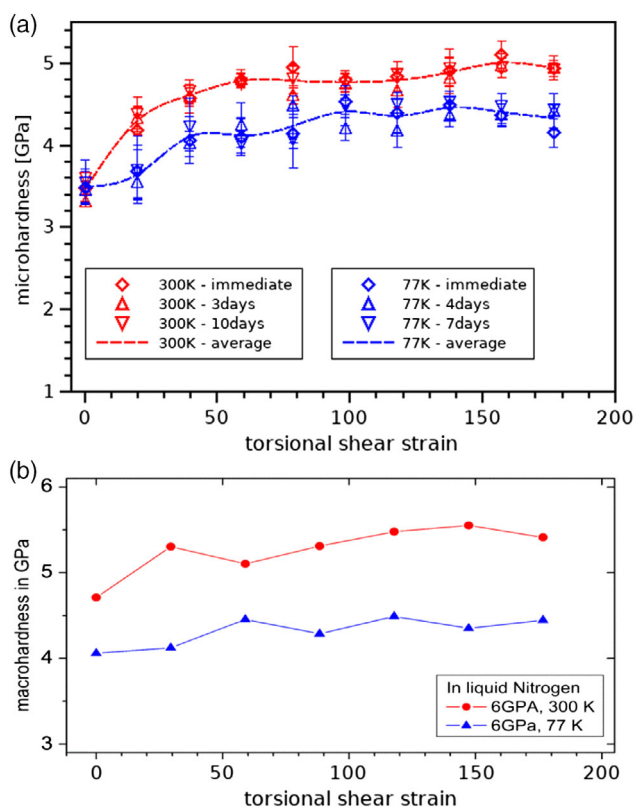 (a)
microhardness [GPa]
5
4
3
2
1
300K - immediate
300K - 3days
300K - 10days
300K - average
77K - immediate
77K - 4days
77K - 7days
77K - average
0 50 100 150 200
torsional shear strain
(b)
macrohardness in GPa
6
5
4
3
In liquid Nitrogen
6GPA, 300 K
6GPa, 77 K
0 50 100 150 200
torsional shear strain